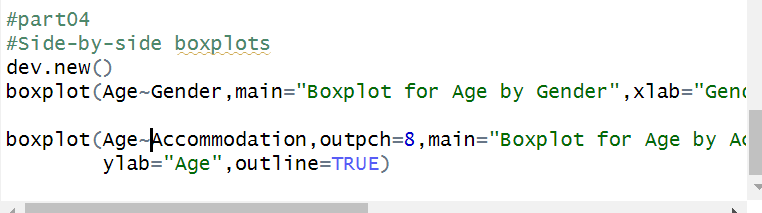 #part04
#Side-by-side boxplots
dev.new()
boxplot(Age~Gender,main="Boxplot for Age by Gender",xlab="Gend
boxplot(Age~Accommodation,outpch=8,main="Boxplot for Age by Ac
ylab="Age",outline=TRUE)